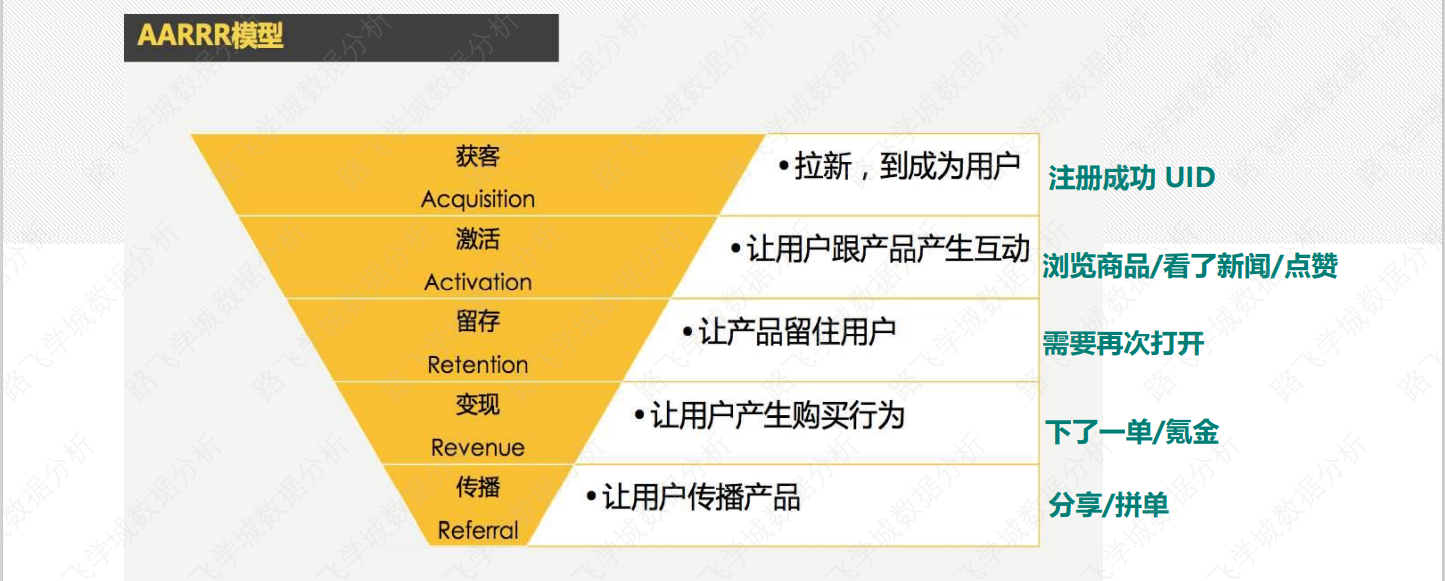 AARRR模型
获客
Acquisition
•拉新，到成为用户
注册成功 UID
激活
Activation
•让用户跟产品产生互动
浏览商品/看了新闻/点赞
留存
Retention
•让产品留住用户
需要再次打开
变现
Revenue
•让用户产生购买行为
下了一单/氪金
传播
Referral
•让用户传播产品
分享/拼单
路飞学城数据分析